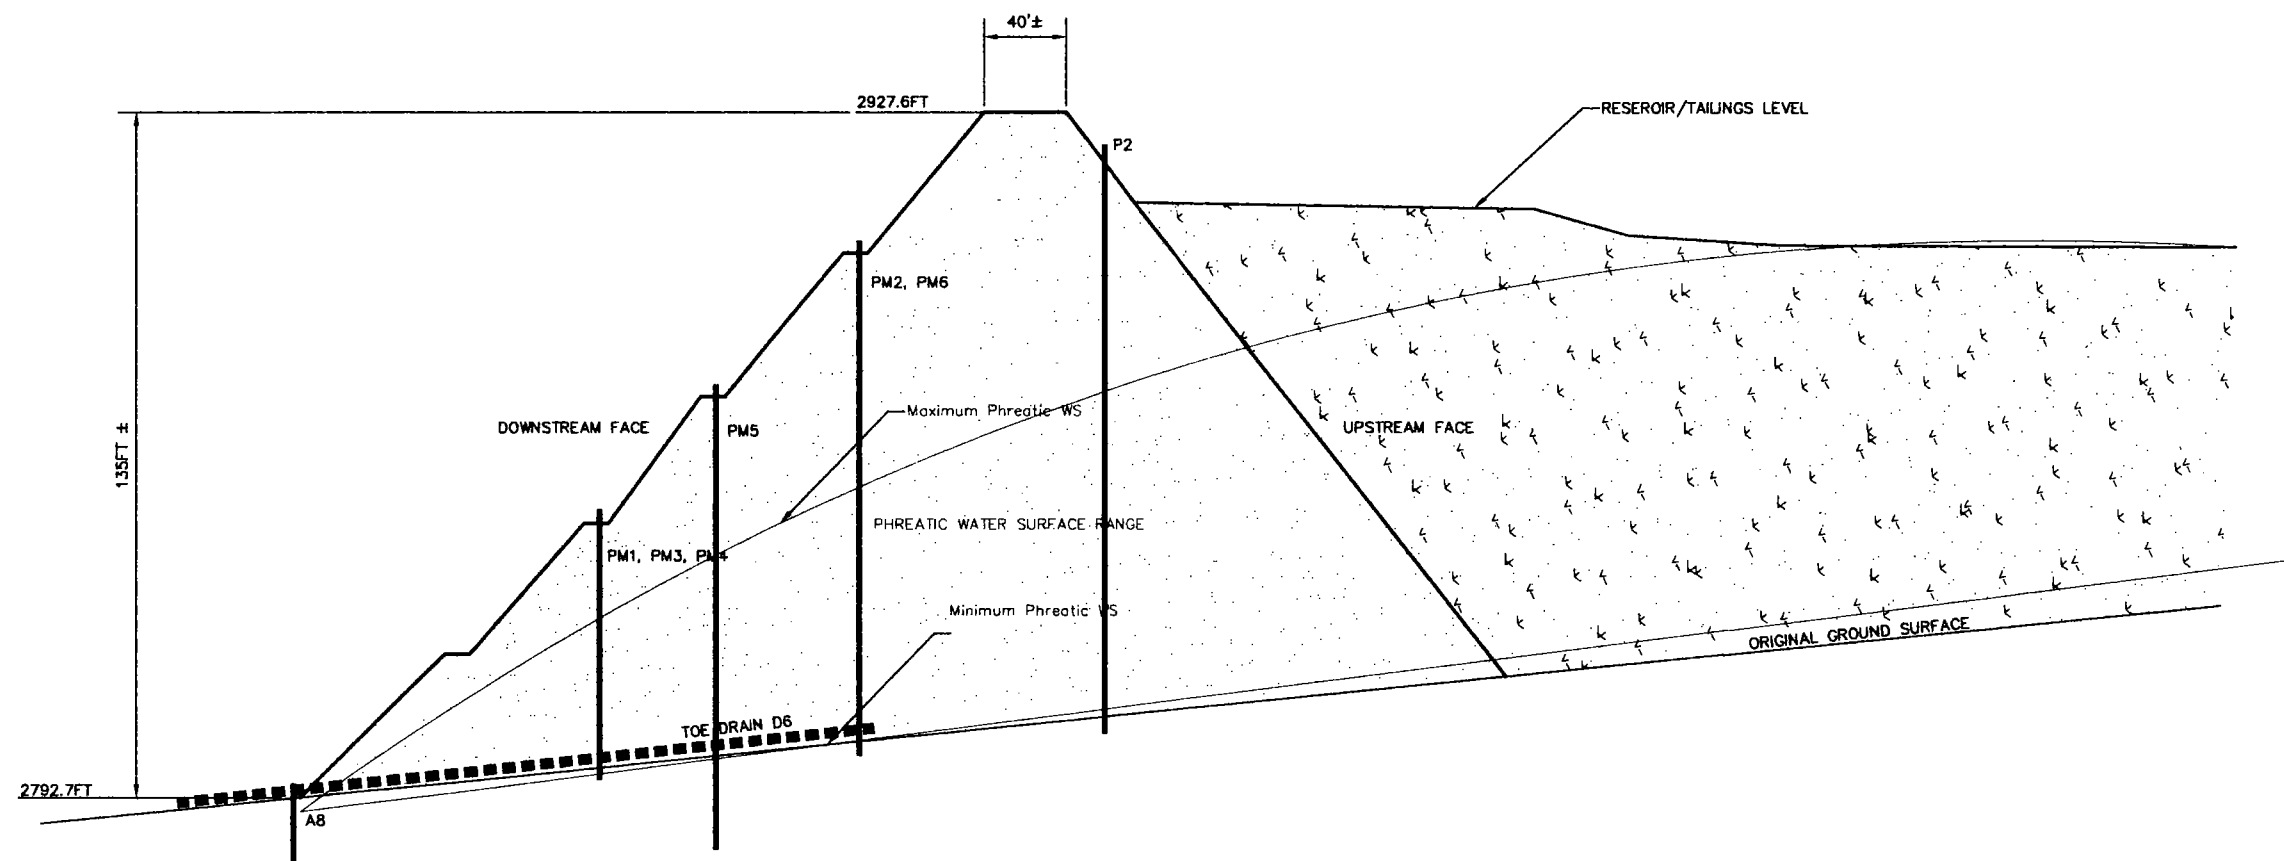 40'±
2927.6FT
RESEROIR/TAILINGS LEVEL
P2
PM2, PM6
135FT ±
DOWNSTREAM FACE
PM5
Maximum Phreatic WS
UPSTREAM FACE
PHREATIC WATER SURFACE RANGE
PM1, PM3, PM4
Minimum Phreatic WS
ORIGINAL GROUND SURFACE
TOE DRAIN D6
2792.7FT
A8